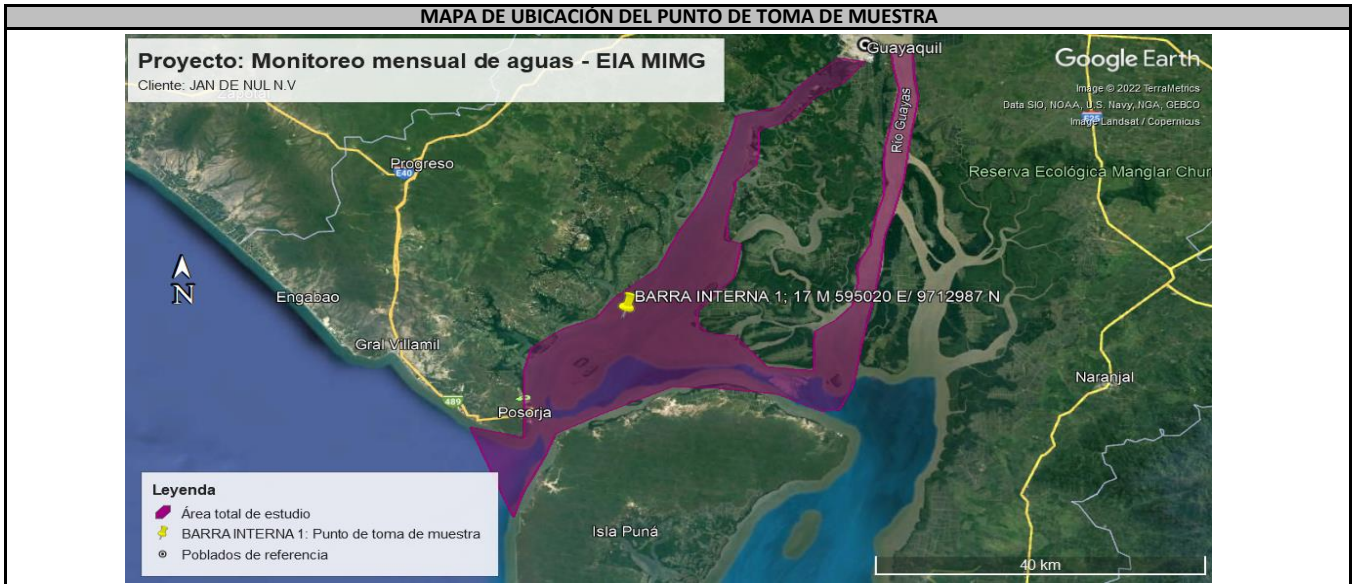 MAPA DE UBICACIÓN DEL PUNTO DE TOMA DE MUESTRA
Proyecto: Monitoreo mensual de aguas - EIA MIMG
Cliente: JAN DE NUL N.V
Guayaquil
Google Earth
Image © 2022 TerraMetrics
Data SIO, NOAA, U.S. Navy, NGA, GEBCO
Image Landsat / Copernicus
E25
Río Guayas
Progreso
E40
Reserva Ecológica Manglar Chur
N
Engabao
BARRA INTERNA 1; 17 M 595020 E/ 9712987 N
Gral Villamil
Naranjal
489
Posorja
Leyenda
Área total de estudio
BARRA INTERNA 1: Punto de toma de muestra
Poblados de referencia
Isla Puná
40 km